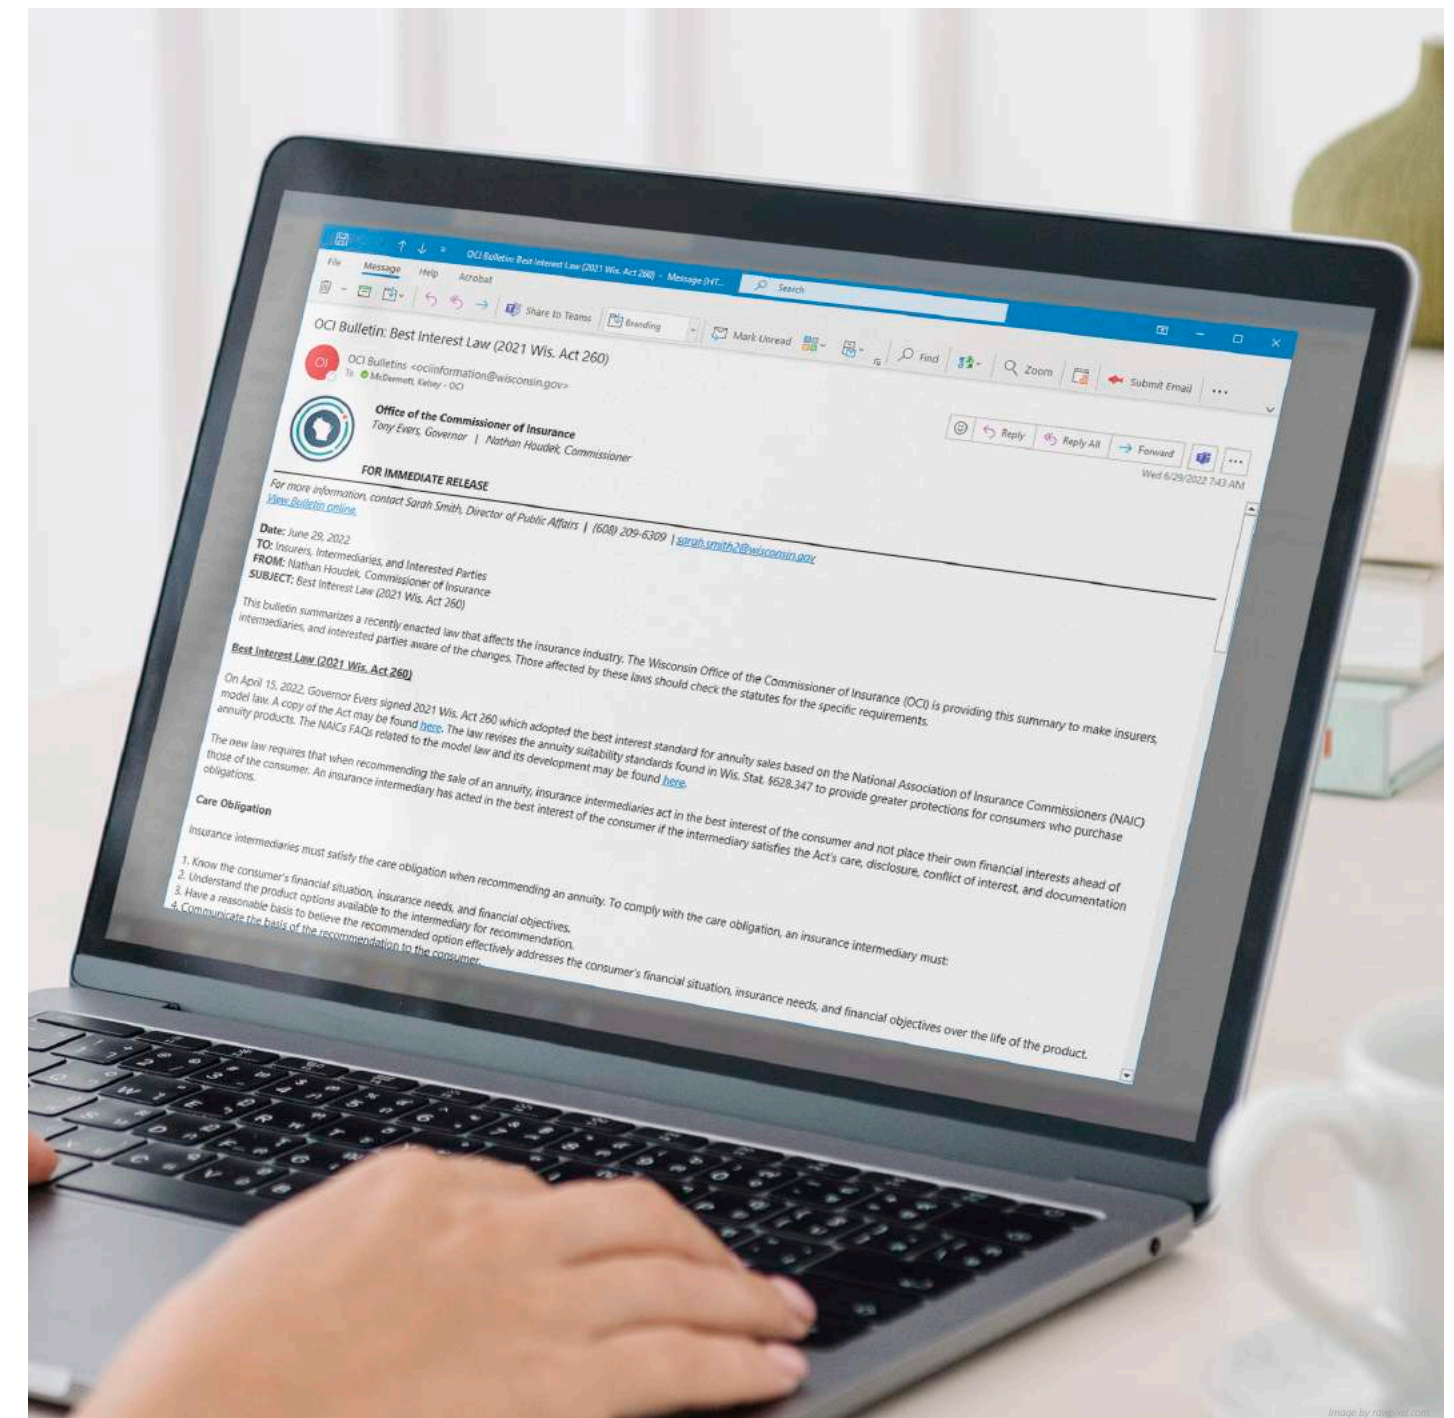 OCI Bulletin: Best Interest Law (2021 Wis. Act 260) - Message (HT...
Search
File Message Help Acrobat
Share to Teams Branding Mark Unread Find Zoom Submit Email ...
OCI Bulletin: Best Interest Law (2021 Wis. Act 260)
OI
OCI Bulletins <ociinformation@wisconsin.gov>
To McDermott, Kelsey - OCI
Reply Reply All Forward ...
Wed 6/29/2022 7:43 AM
Office of the Commissioner of Insurance
Tony Evers, Governor | Nathan Houdek, Commissioner
FOR IMMEDIATE RELEASE
For more information, contact Sarah Smith, Director of Public Affairs | (608) 209-6309 | sarah.smith2@wisconsin.gov
View Bulletin online.
Date: June 29, 2022
TO: Insurers, Intermediaries, and Interested Parties
FROM: Nathan Houdek, Commissioner of Insurance
SUBJECT: Best Interest Law (2021 Wis. Act 260)
This bulletin summarizes a recently enacted law that affects the insurance industry. The Wisconsin Office of the Commissioner of Insurance (OCI) is providing this summary to make insurers,
intermediaries, and interested parties aware of the changes. Those affected by these laws should check the statutes for the specific requirements.
Best Interest Law (2021 Wis. Act 260)
On April 15, 2022, Governor Evers signed 2021 Wis. Act 260 which adopted the best interest standard for annuity sales based on the National Association of Insurance Commissioners (NAIC)
model law. A copy of the Act may be found here. The law revises the annuity suitability standards found in Wis. Stat. §628.347 to provide greater protections for consumers who purchase
annuity products. The NAICs FAQs related to the model law and its development may be found here.
The new law requires that when recommending the sale of an annuity, insurance intermediaries act in the best interest of the consumer and not place their own financial interests ahead of
those of the consumer. An insurance intermediary has acted in the best interest of the consumer if the intermediary satisfies the Act's care, disclosure, conflict of interest, and documentation
obligations.
Care Obligation
Insurance intermediaries must satisfy the care obligation when recommending an annuity. To comply with the care obligation, an insurance intermediary must:
1. Know the consumer's financial situation, insurance needs, and financial objectives.
2. Understand the product options available to the intermediary for recommendation.
3. Have a reasonable basis to believe the recommended option effectively addresses the consumer's financial situation, insurance needs, and financial objectives over the life of the product.
4. Communicate the basis of the recommendation to the consumer.
Image by rawpixel.com